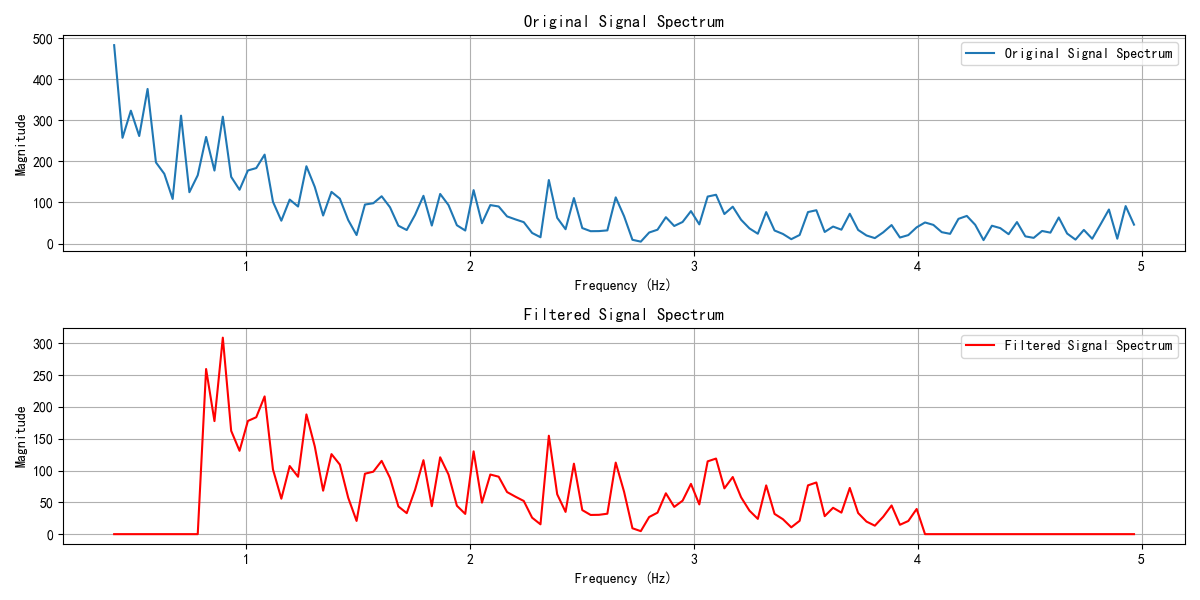 Original Signal Spectrum
500
400
300
200
100
0
Magnitude
Original Signal Spectrum
1
2
3
4
5
Frequency (Hz)
Filtered Signal Spectrum
300
250
200
150
100
50
0
Magnitude
Filtered Signal Spectrum
1
2
3
4
5
Frequency (Hz)